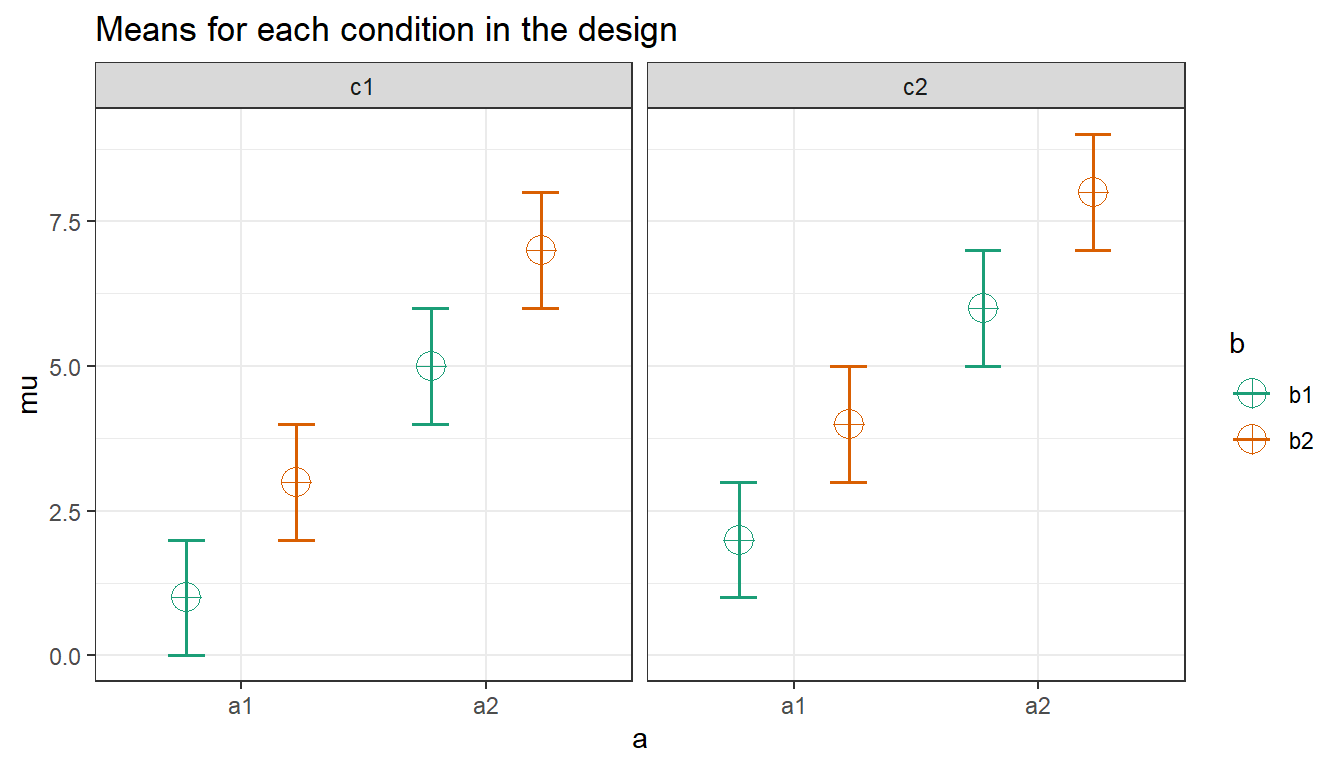 Means for each condition in the design
c1
c2
7.5
5.0
2.5
0.0
mu
a1
a2
a1
a2
a
b
b1
b2